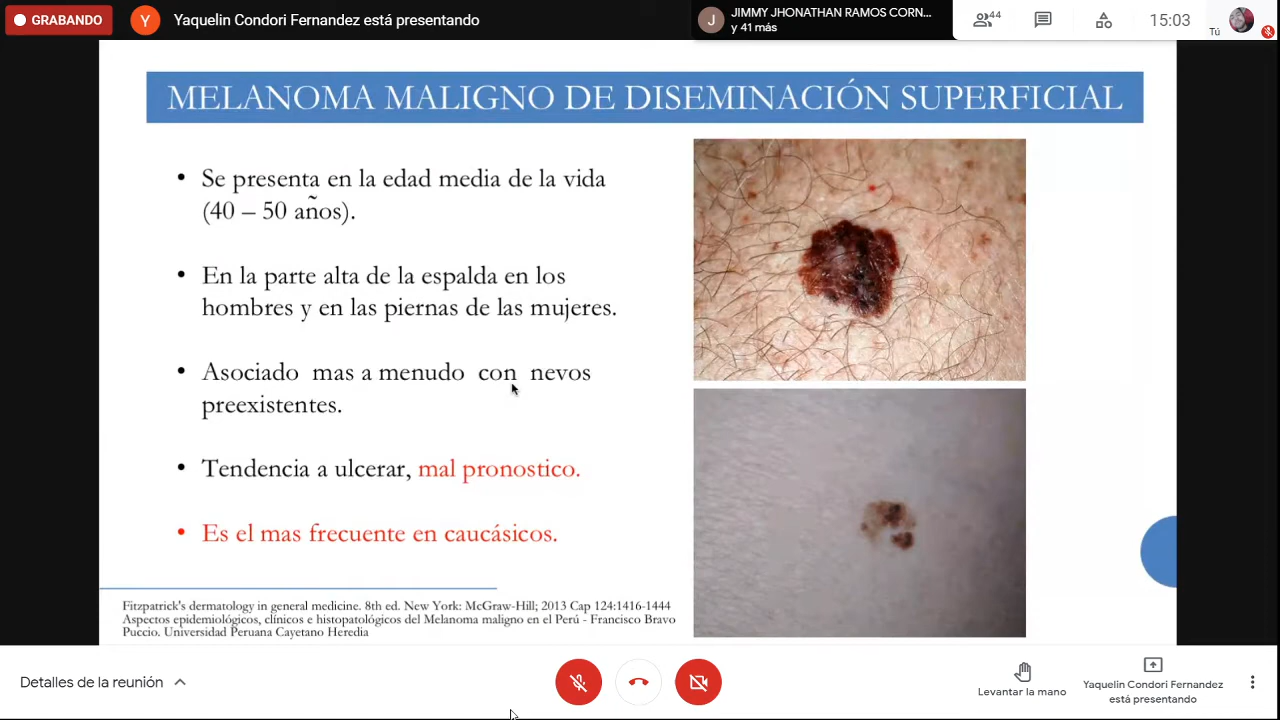 GRABANDO
Y
Yaquelin Condori Fernandez está presentando
J
JIMMY JHONATHAN RAMOS CORN...
y 41 más
44
15:03
Tú
MELANOMA MALIGNO DE DISEMINACIÓN SUPERFICIAL
• Se presenta en la edad media de la vida
(40 – 50 años).
• En la parte alta de la espalda en los
hombres y en las piernas de las mujeres.
• Asociado mas a menudo con nevos
preexistentes.
• Tendencia a ulcerar, mal pronostico.
• Es el mas frecuente en caucásicos.
Fitzpatrick's dermatology in general medicine. 8th ed. New York: McGraw-Hill; 2013 Cap 124:1416-1444
Aspectos epidemiológicos, clínicos e histopatológicos del Melanoma maligno en el Perú - Francisco Bravo
Puccio. Universidad Peruana Cayetano Heredia
Detalles de la reunión
Levantar la mano
Yaquelin Condori Fernandez
está presentando